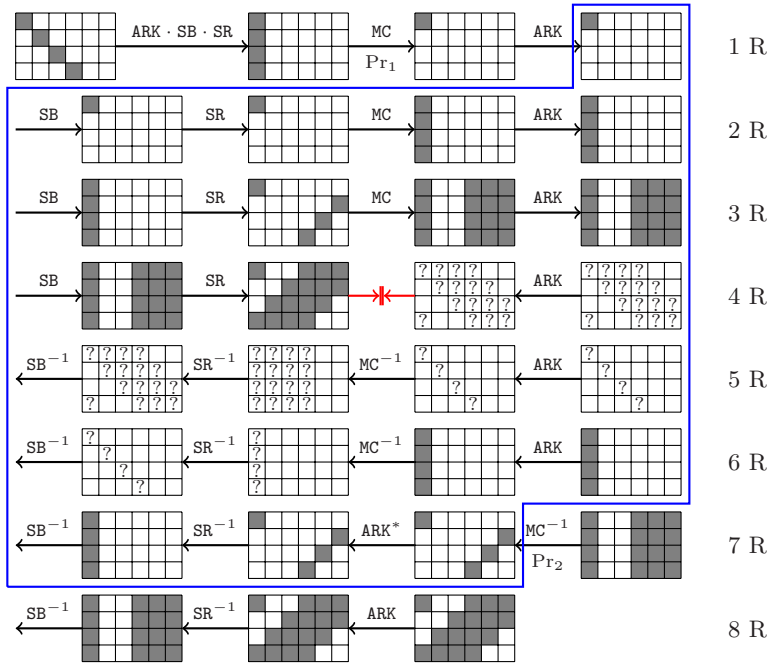 ARK · SB · SR MC ARK
Pr₁
1 R
SB SR MC ARK
2 R
SB SR MC ARK
3 R
SB SR ARK
? ? ? ? ? ? ? ?
? ? ? ? ? ? ? ?
? ? ? ? ? ? ? ?
? ? ? ? ? ? ? ?
4 R
SB⁻¹ SR⁻¹ MC⁻¹ ARK
? ? ? ? ? ? ? ? ? ?
? ? ? ? ? ? ? ? ? ?
? ? ? ? ? ? ? ? ? ?
? ? ? ? ? ? ? ? ? ?
5 R
SB⁻¹ SR⁻¹ MC⁻¹ ARK
? ?
? ?
? ?
? ?
6 R
SB⁻¹ SR⁻¹ ARK* MC⁻¹
Pr₂
7 R
SB⁻¹ SR⁻¹ ARK
8 R